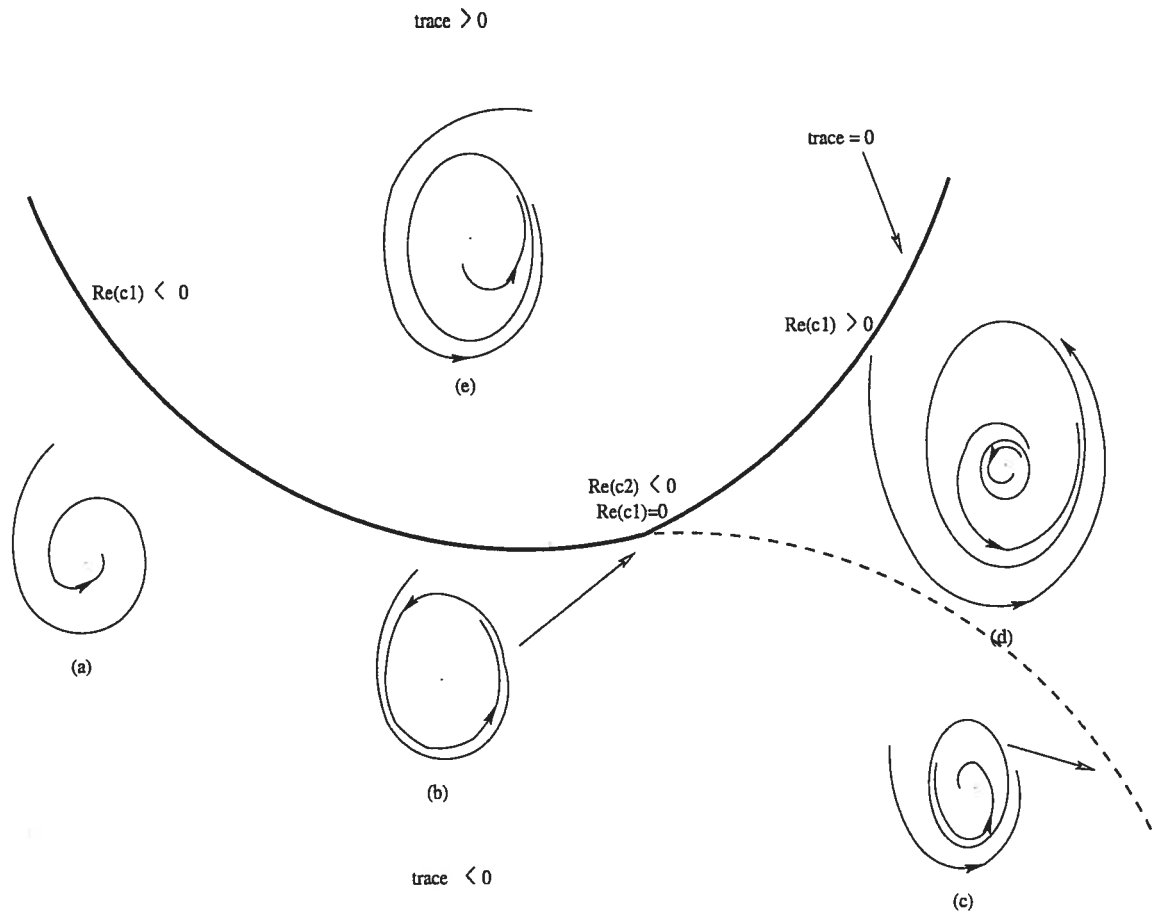 trace > 0
trace = 0
Re(c1) < 0
Re(c1) > 0
(e)
Re(c2) < 0
Re(c1)=0
(d)
(a)
(b)
trace < 0
(c)